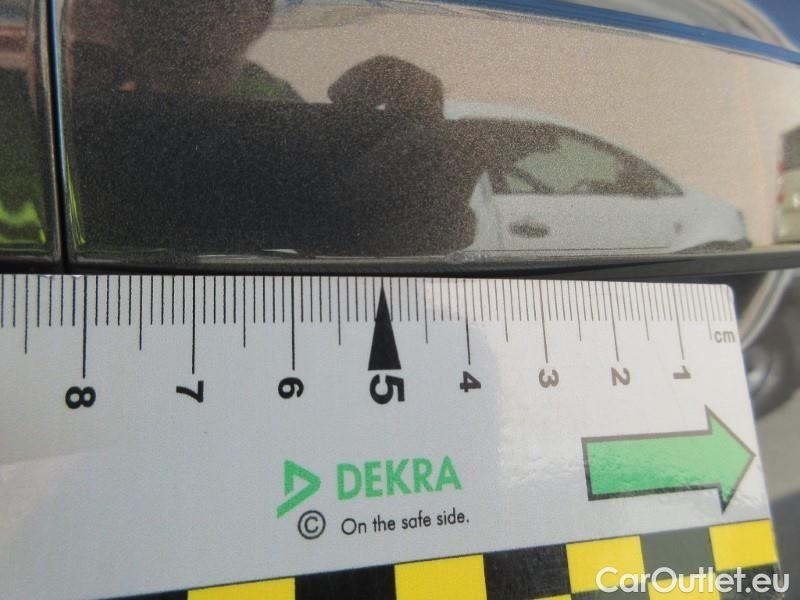 cm
8 7 6 5 4 3 2 1
DEKRA
© On the safe side.
CarOutlet.eu